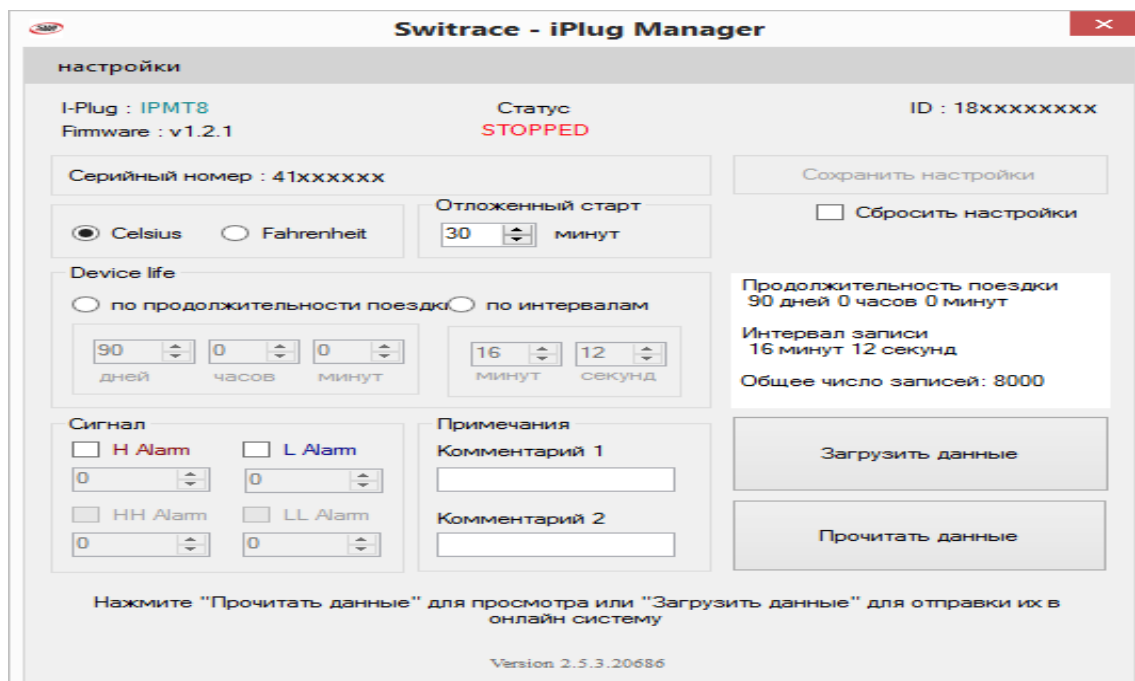 Switrace - iPlug Manager
настройки
I-Plug : IPMT8
Firmware : v1.2.1
Статус
STOPPED
ID : 18xxxxxxxx
Серийный номер : 41xxxxxx
Сохранить настройки
Сбросить настройки
Celsius Fahrenheit
Отложенный старт
30 минут
Device life
по продолжительности поездки по интервалам
90 0 0 16 12
дней часов минут минут секунд
Продолжительность поездки
90 дней 0 часов 0 минут
Интервал записи
16 минут 12 секунд
Общее число записей: 8000
Сигнал
H Alarm L Alarm
0 0
HH Alarm LL Alarm
0 0
Примечания
Комментарий 1
Комментарий 2
Загрузить данные
Прочитать данные
Нажмите "Прочитать данные" для просмотра или "Загрузить данные" для отправки их в
онлайн систему
Version 2.5.3.20686